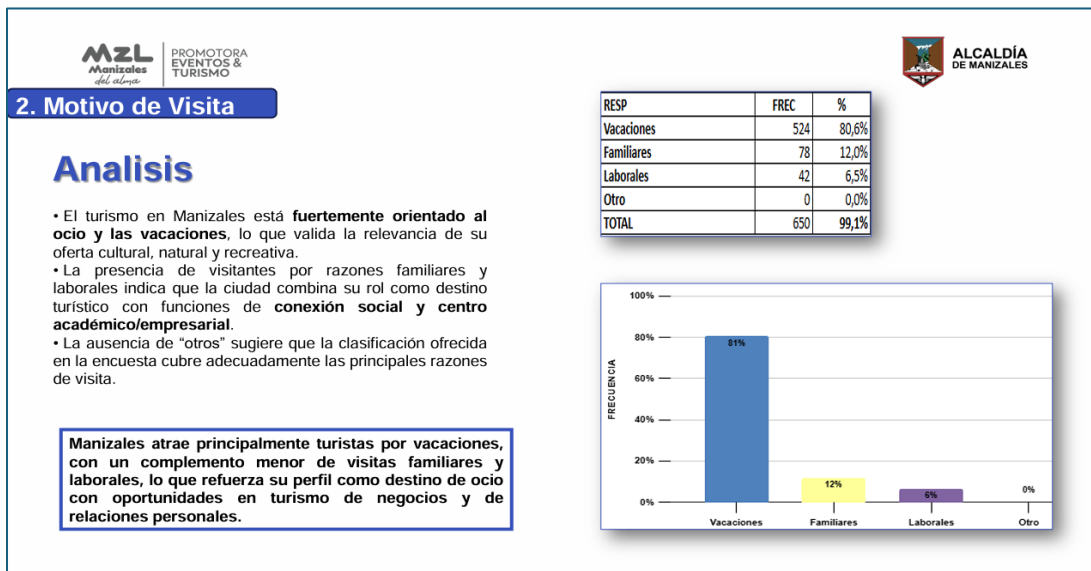 MZL
Manizales
del alma
PROMOTORA
EVENTOS &
TURISMO
ALCALDÍA
DE MANIZALES
2. Motivo de Visita
Analisis
• El turismo en Manizales está fuertemente orientado al
ocio y las vacaciones, lo que valida la relevancia de su
oferta cultural, natural y recreativa.
• La presencia de visitantes por razones familiares y
laborales indica que la ciudad combina su rol como destino
turístico con funciones de conexión social y centro
académico/empresarial.
• La ausencia de “otros” sugiere que la clasificación ofrecida
en la encuesta cubre adecuadamente las principales razones
de visita.
Manizales atrae principalmente turistas por vacaciones,
con un complemento menor de visitas familiares y
laborales, lo que refuerza su perfil como destino de ocio
con oportunidades en turismo de negocios y de
relaciones personales.
RESP FREC %
Vacaciones 524 80,6%
Familiares 78 12,0%
Laborales 42 6,5%
Otro 0 0,0%
TOTAL 650 99,1%
FRECUENCIA
100%
80%
60%
40%
20%
0%
81%
12%
6%
0%
Vacaciones Familiares Laborales Otro